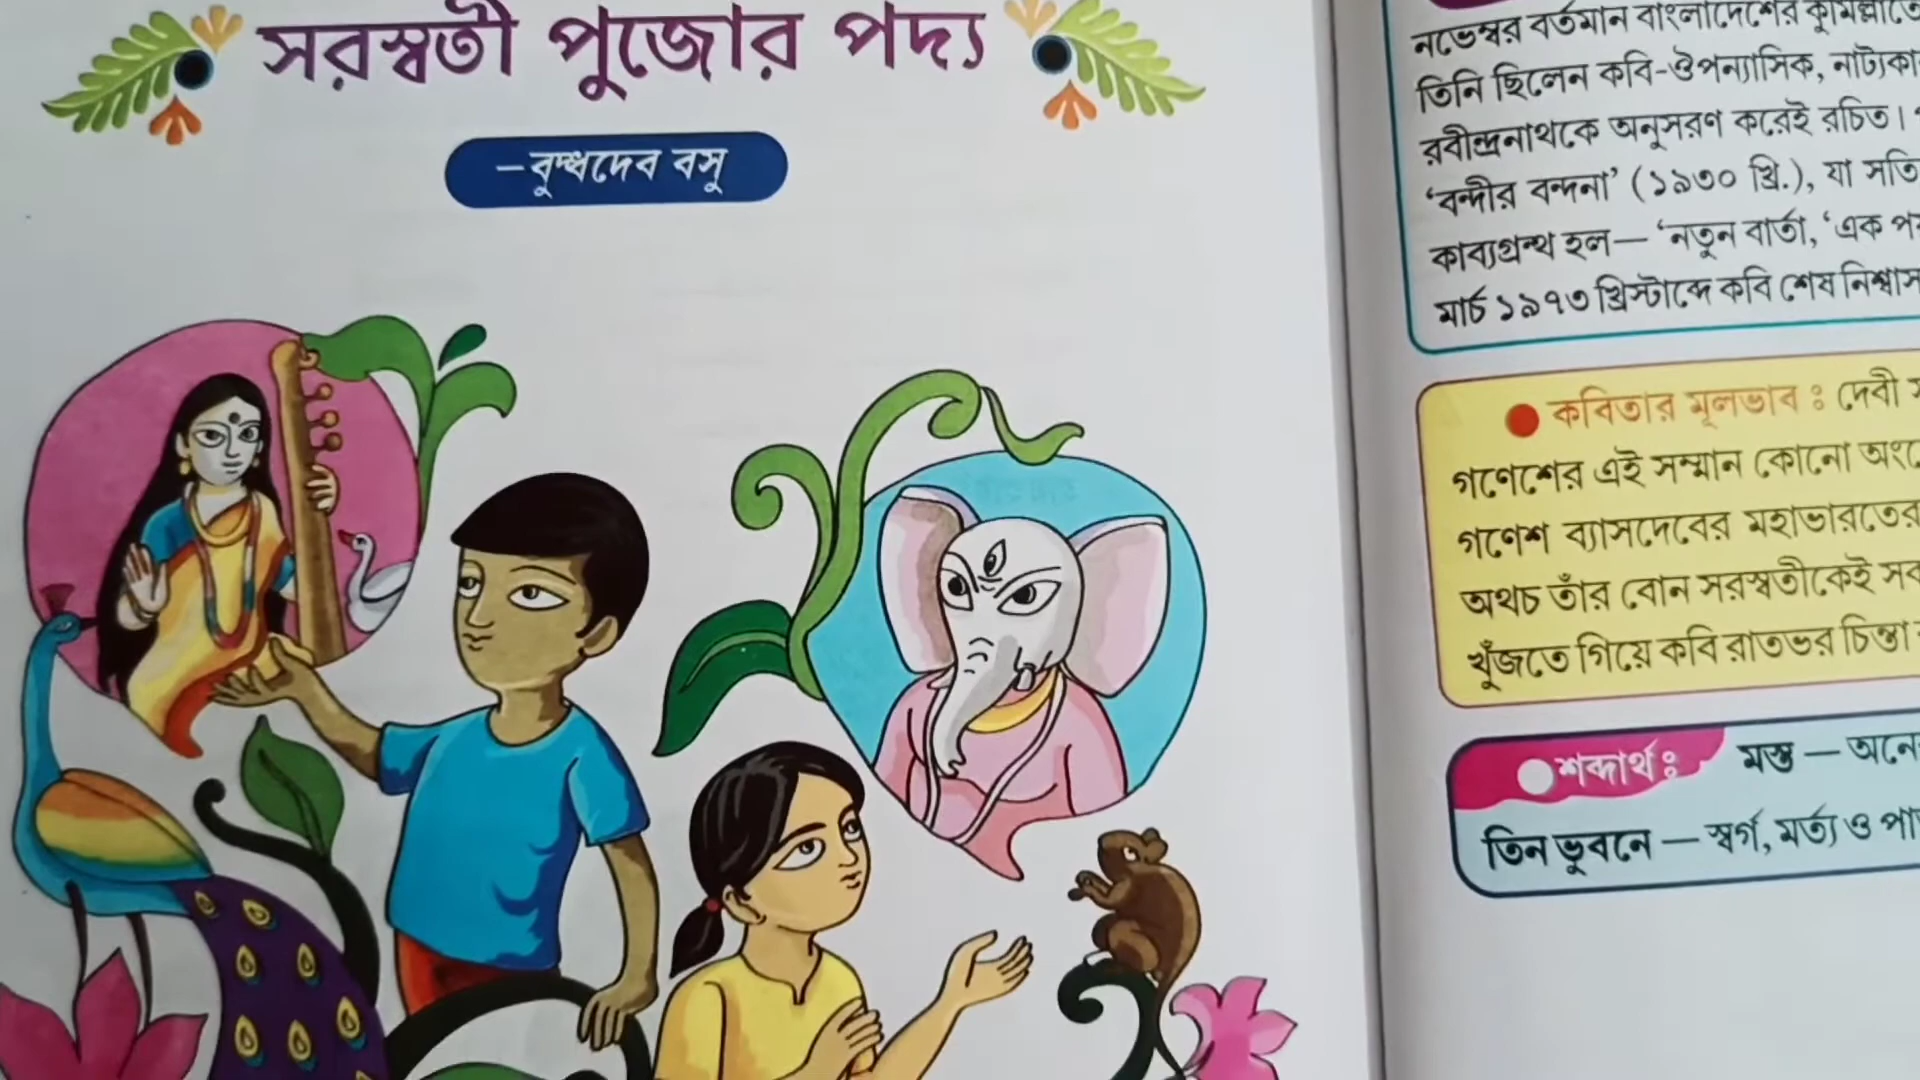 সরস্বতী পুজোর পদ্য
–বুদ্ধদেব বসু
নভেম্বর বর্তমান বাংলাদেশের কুমিল্লাতে
তিনি ছিলেন কবি-ঔপন্যাসিক, নাট্যকা
রবীন্দ্রনাথকে অনুসরণ করেই রচিত।
‘বন্দীর বন্দনা’ (১৯৩০ খ্রি.), যা সতি
কাব্যগ্রন্থ হল— ‘নতুন বার্তা, ‘এক
মার্চ ১৯৭৩ খ্রিস্টাব্দে কবি শেষ নিশ্বাস
● কবিতার মূলভাব : দেবী
গণেশের এই সম্মান কোনো অংশে
গণেশ ব্যাসদেবের মহাভারতের
অথচ তাঁর বোন সরস্বতীকেই
খুঁজতে গিয়ে কবি রাতভর চিন্তা
শব্দার্থ : মস্ত — অনে
তিন ভুবনে — স্বর্গ, মর্ত্য ও পা